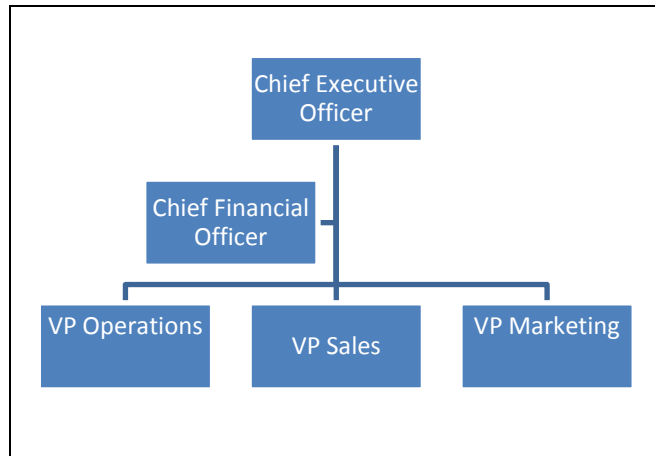 Chief Executive
Officer
Chief Financial
Officer
VP Operations
VP Sales
VP Marketing